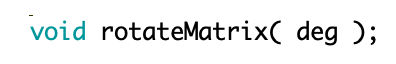 void rotateMatrix( deg );